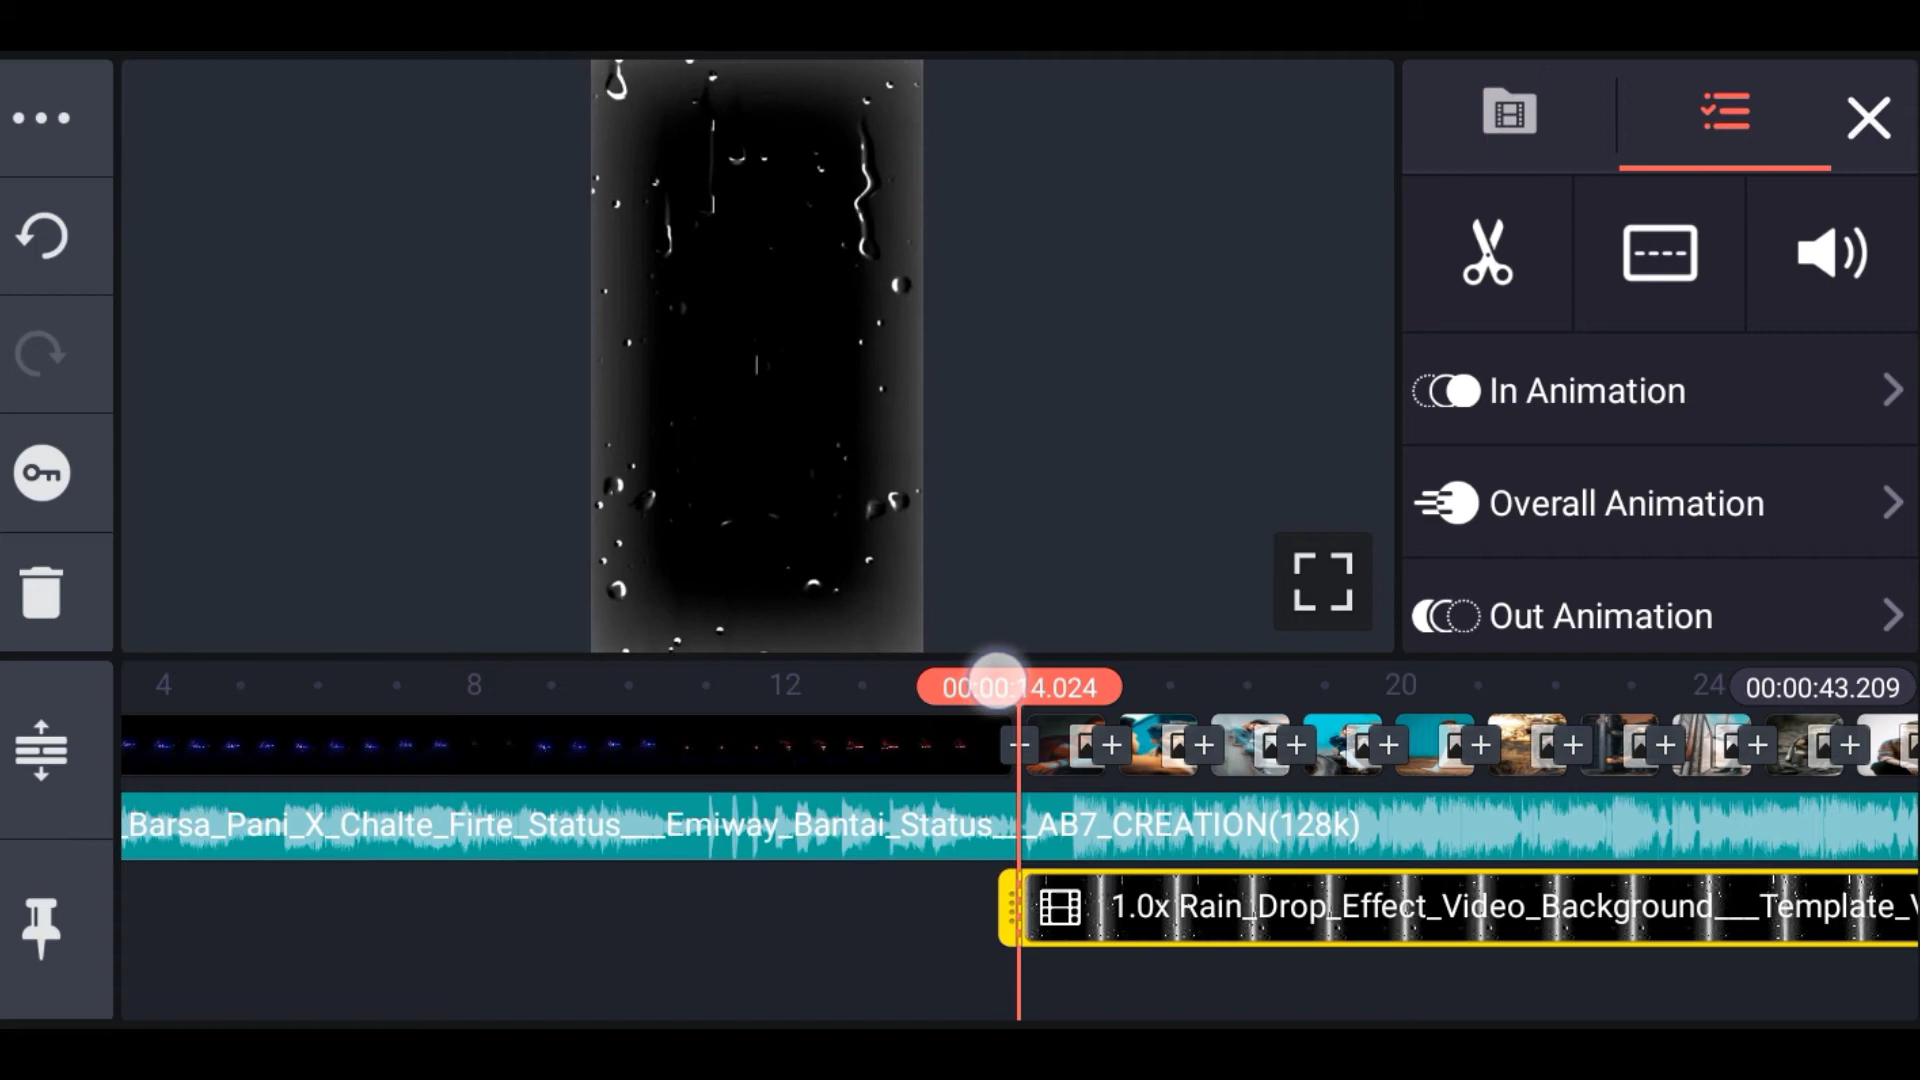 In Animation
Overall Animation
Out Animation
4 8 12 00:00:14.024 20 24 00:00:43.209
_Barsa_Pani_X_Chalte_Firte_Status___Emiway_Bantai_Status___AB7_CREATION(128k)
1.0x Rain_Drop_Effect_Video_Background___Template_V